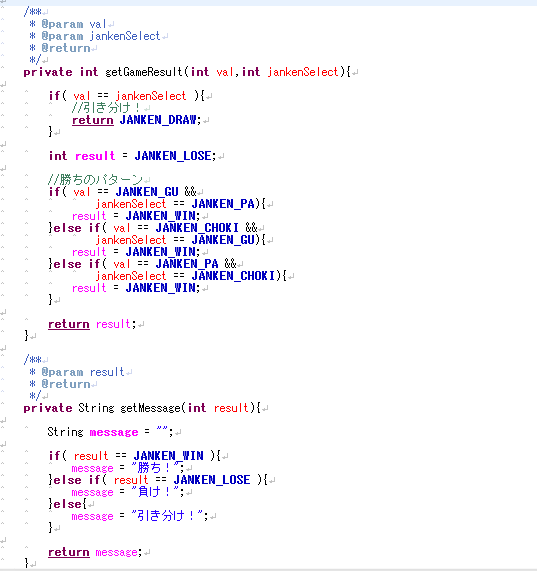 /**
 * @param val
 * @param jankenSelect
 * @return
 */
private int getGameResult(int val,int jankenSelect){
if( val == jankenSelect ){
//引き分け！
return JANKEN_DRAW;
}
int result = JANKEN_LOSE;
//勝ちのパターン
if( val == JANKEN_GU &&
jankenSelect == JANKEN_PA){
result = JANKEN_WIN;
}else if( val == JANKEN_CHOKI &&
jankenSelect == JANKEN_GU){
result = JANKEN_WIN;
}else if( val == JANKEN_PA &&
jankenSelect == JANKEN_CHOKI){
result = JANKEN_WIN;
}
return result;
}
/**
 * @param result
 * @return
 */
private String getMessage(int result){
String message = "";
if( result == JANKEN_WIN ){
message = "勝ち！";
}else if( result == JANKEN_LOSE ){
message = "負け！";
}else{
message = "引き分け！";
}
return message;
}